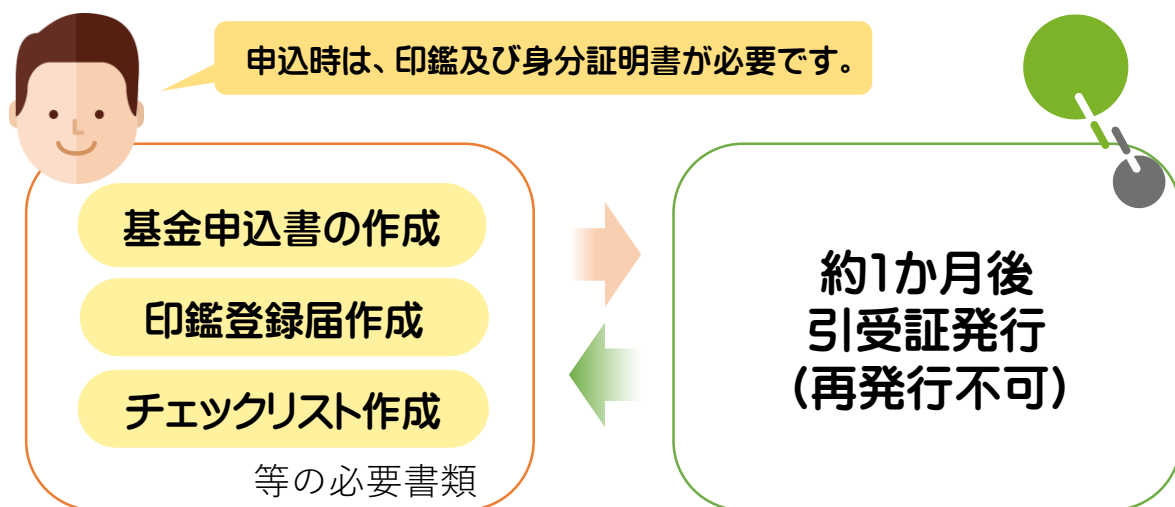 申込時は、印鑑及び身分証明書が必要です。
基金申込書の作成
印鑑登録届作成
チェックリスト作成
等の必要書類
約1か月後
引受証発行
(再発行不可)